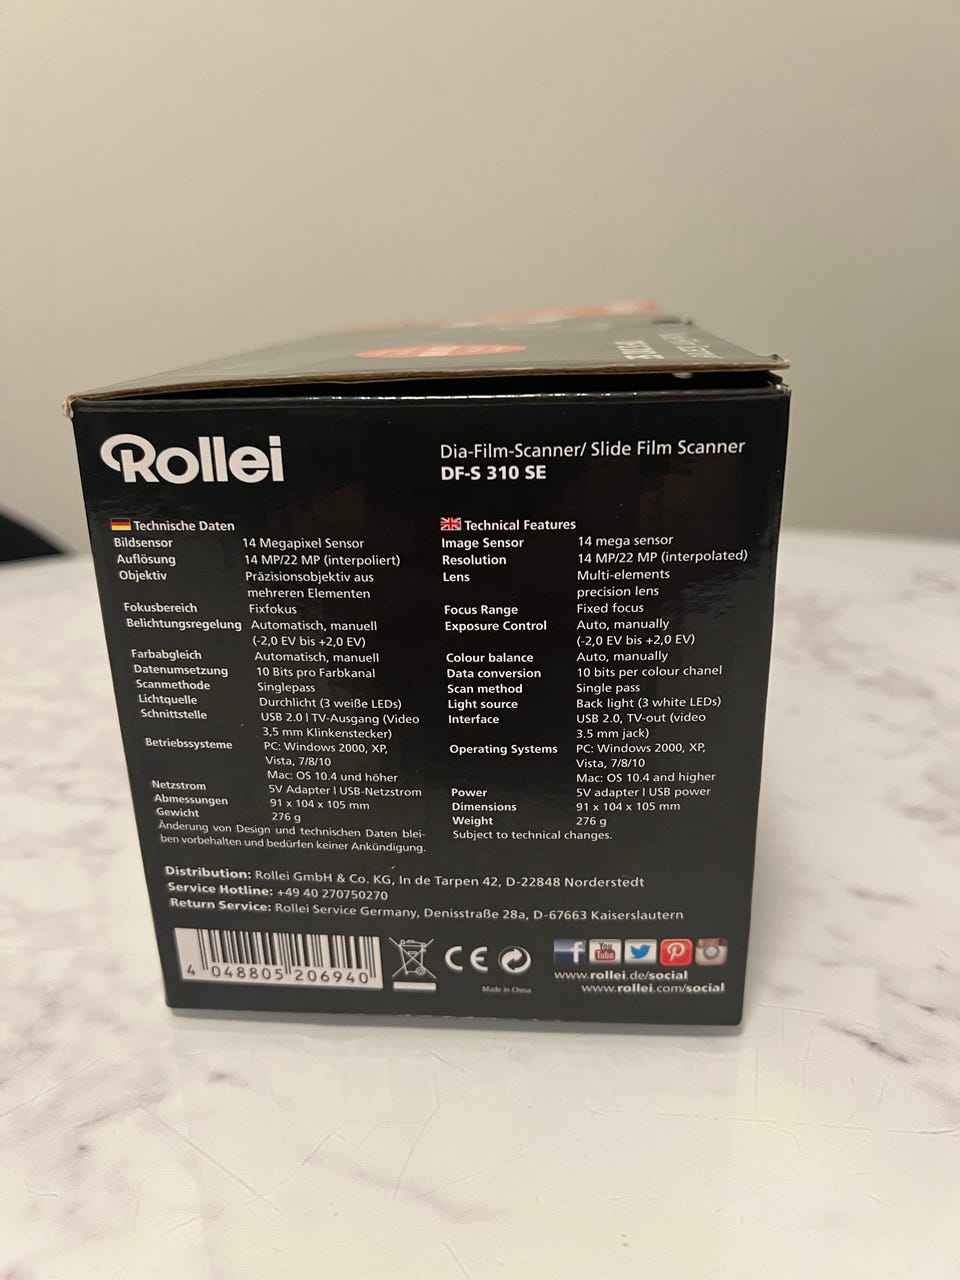 Rollei
Dia-Film-Scanner/ Slide Film Scanner
DF-S 310 SE
Technische Daten
Bildsensor 14 Megapixel Sensor
Auflösung 14 MP/22 MP (interpoliert)
Objektiv Präzisionsobjektiv aus
mehreren Elementen
Fokusbereich Fixfokus
Belichtungsregelung Automatisch, manuell
(-2,0 EV bis +2,0 EV)
Farbabgleich Automatisch, manuell
Datenumsetzung 10 Bits pro Farbkanal
Scanmethode Singlepass
Lichtquelle Durchlicht (3 weiße LEDs)
Schnittstelle USB 2.0 I TV-Ausgang (Video
3,5 mm Klinkenstecker)
Betriebssysteme PC: Windows 2000, XP,
Vista, 7/8/10
Mac: OS 10.4 und höher
Netzstrom 5V Adapter I USB-Netzstrom
Abmessungen 91 x 104 x 105 mm
Gewicht 276 g
Änderung von Design und technischen Daten blei-
ben vorbehalten und bedürfen keiner Ankündigung.
Technical Features
Image Sensor 14 mega sensor
Resolution 14 MP/22 MP (interpolated)
Lens Multi-elements
precision lens
Focus Range Fixed focus
Exposure Control Auto, manually
(-2,0 EV bis +2,0 EV)
Colour balance Auto, manually
Data conversion 10 bits per colour chanel
Scan method Single pass
Light source Back light (3 white LEDs)
Interface USB 2.0, TV-out (video
3.5 mm jack)
Operating Systems PC: Windows 2000, XP,
Vista, 7/8/10
Mac: OS 10.4 and higher
Power 5V adapter I USB power
Dimensions 91 x 104 x 105 mm
Weight 276 g
Subject to technical changes.
Distribution: Rollei GmbH & Co. KG, In de Tarpen 42, D-22848 Norderstedt
Service Hotline: +49 40 270750270
Return Service: Rollei Service Germany, Denisstraße 28a, D-67663 Kaiserslautern
4 048805 206940
CE
Made in China
f You Tube
www.rollei.de/social
www.rollei.com/social